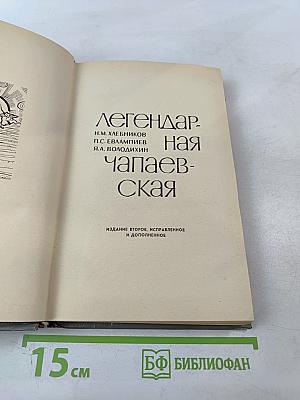 ЛЕГЕНДАР-
Н.М. ХЛЕБНИКОВ
П.С. ЕВЛАМПИЕВ
Я.А. ВОЛОДИХИН
НАЯ
ЧАПАЕВ-
СКАЯ
ИЗДАНИЕ ВТОРОЕ, ИСПРАВЛЕННОЕ
И ДОПОЛНЕННОЕ
15 см
БФ БИБЛИОФАН